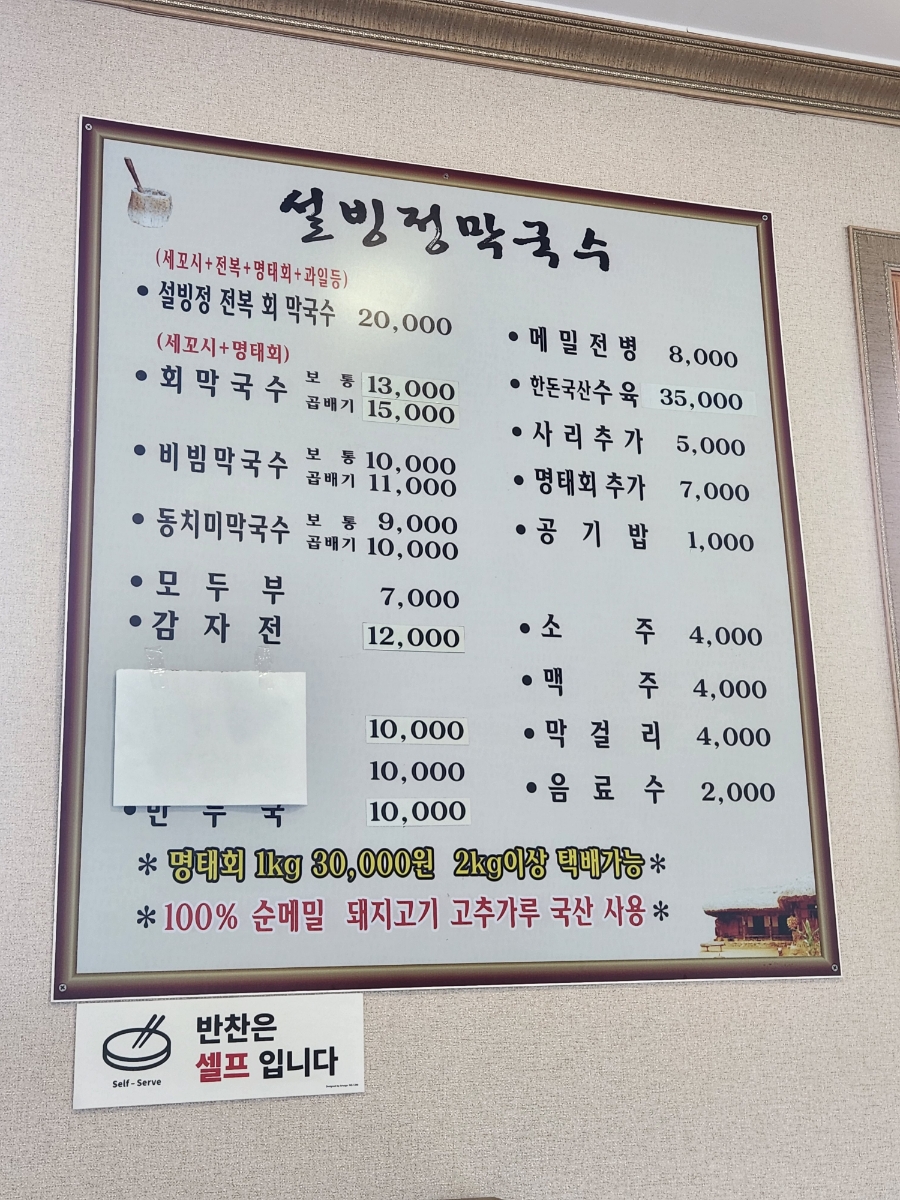 설빙정막국수
(세꼬시+전복+명태회+과일등)
• 설빙정 전복 회 막국수 20,000
(세꼬시+명태회)
• 회막국수 보통 13,000
곱배기 15,000
• 비빔막국수 보통 10,000
곱배기 11,000
• 동치미막국수 보통 9,000
곱배기 10,000
• 모두부 7,000
• 감자전 12,000
10,000
10,000
10,000
• 메밀전병 8,000
• 한돈국산수육 35,000
• 사리추가 5,000
• 명태회추가 7,000
• 공기밥 1,000
• 소주 4,000
• 맥주 4,000
• 막걸리 4,000
• 음료수 2,000
* 명태회 1kg 30,000원 2kg이상 택배가능 *
* 100% 순메밀 돼지고기 고추가루 국산 사용 *
반찬은
셀프 입니다
Self-Serve